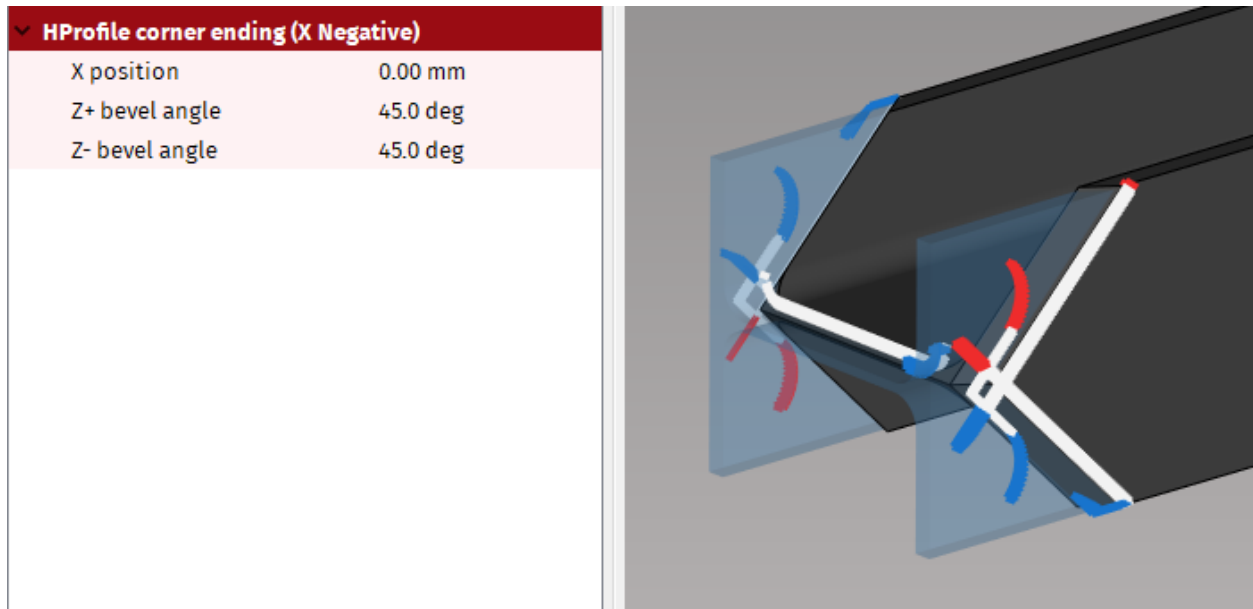 HProfile corner ending (X Negative)
X position 0.00 mm
Z+ bevel angle 45.0 deg
Z- bevel angle 45.0 deg